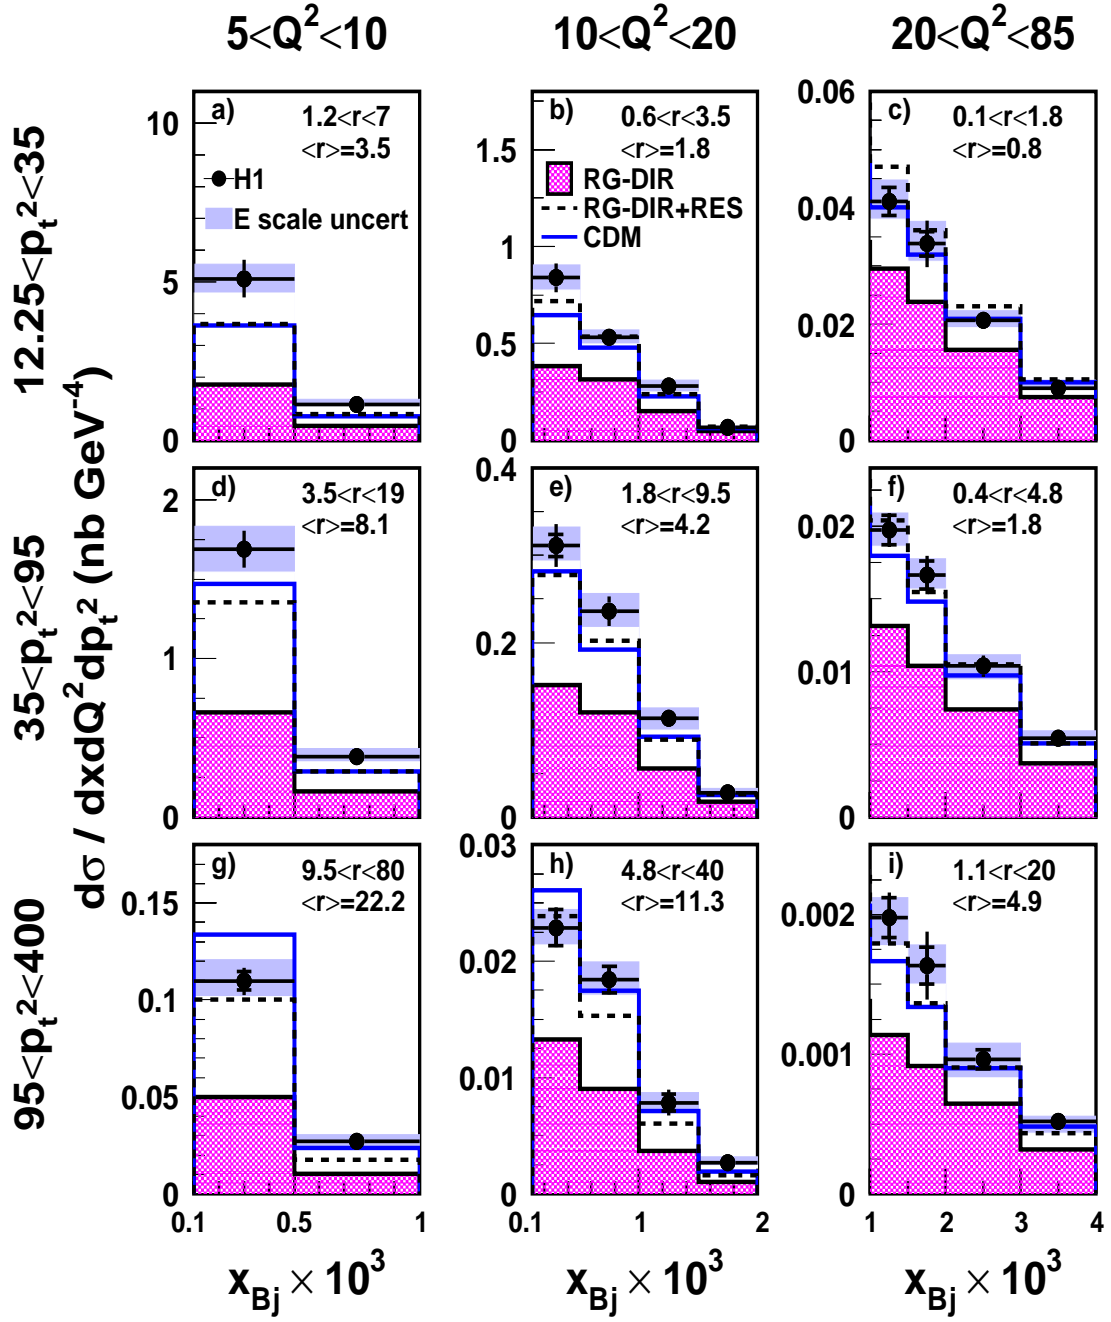 5<Q²<10
10<Q²<20
20<Q²<85
12.25<pₜ²<35
35<pₜ²<95
95<pₜ²<400
dσ / dxdQ²dpₜ² (nb GeV⁻⁴)
a)
1.2<r<7
<r>=3.5
H1
E scale uncert
10
5
0
b)
0.6<r<3.5
<r>=1.8
RG-DIR
RG-DIR+RES
CDM
1.5
1
0.5
0
c)
0.1<r<1.8
<r>=0.8
0.06
0.04
0.02
0
d)
3.5<r<19
<r>=8.1
2
1
0
e)
1.8<r<9.5
<r>=4.2
0.4
0.2
0
f)
0.4<r<4.8
<r>=1.8
0.02
0.01
0
g)
9.5<r<80
<r>=22.2
0.15
0.1
0.05
0
h)
4.8<r<40
<r>=11.3
0.03
0.02
0.01
0
i)
1.1<r<20
<r>=4.9
0.002
0.001
0
0.1 0.5 1
0.1 1 2
1 2 3 4
x_Bj × 10³
x_Bj × 10³
x_Bj × 10³